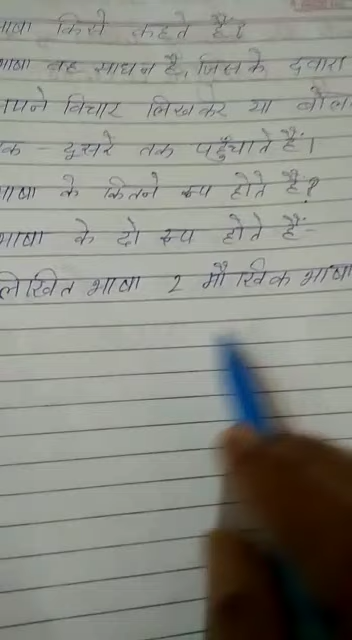 भाषा किसे कहते हैं?
भाषा वह साधन है, जिसके द्वारा
अपने विचार लिखकर या बोल
एक - दूसरे तक पहुँचाते हैं।
भाषा के कितने रूप होते हैं?
भाषा के दो रूप होते हैं-
लिखित भाषा 2 मौखिक भाषा